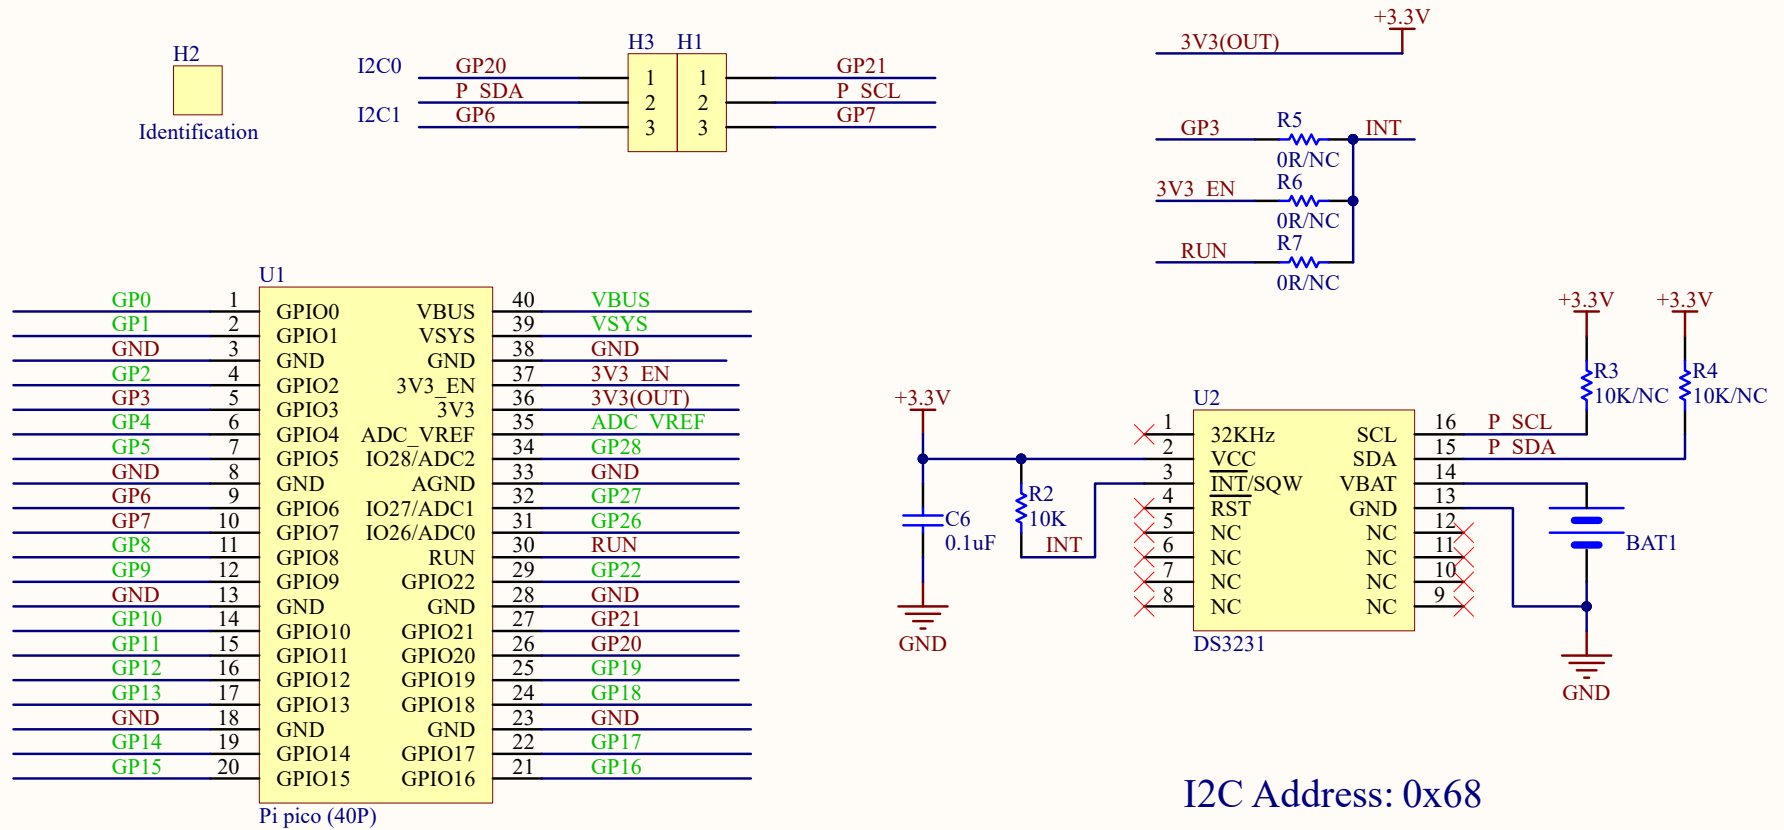 H2
Identification
H3 H1
I2C0 GP20 1 1 GP21
P_SDA 2 2 P_SCL
I2C1 GP6 3 3 GP7
+3.3V
3V3(OUT)
GP3 R5 INT
0R/NC
3V3_EN R6
0R/NC
RUN R7
0R/NC
U1
GP0 1 GPIO0 VBUS 40 VBUS
GP1 2 GPIO1 VSYS 39 VSYS
GND 3 GND GND 38 GND
GP2 4 GPIO2 3V3_EN 37 3V3_EN
GP3 5 GPIO3 3V3 36 3V3(OUT)
GP4 6 GPIO4 ADC_VREF 35 ADC_VREF
GP5 7 GPIO5 IO28/ADC2 34 GP28
GND 8 GND AGND 33 GND
GP6 9 GPIO6 IO27/ADC1 32 GP27
GP7 10 GPIO7 IO26/ADC0 31 GP26
GP8 11 GPIO8 RUN 30 RUN
GP9 12 GPIO9 GPIO22 29 GP22
GND 13 GND GND 28 GND
GP10 14 GPIO10 GPIO21 27 GP21
GP11 15 GPIO11 GPIO20 26 GP20
GP12 16 GPIO12 GPIO19 25 GP19
GP13 17 GPIO13 GPIO18 24 GP18
GND 18 GND GND 23 GND
GP14 19 GPIO14 GPIO17 22 GP17
GP15 20 GPIO15 GPIO16 21 GP16
Pi pico (40P)
+3.3V
C6
0.1uF
GND
R2
10K
INT
U2
1 32KHz SCL 16 P_SCL
2 VCC SDA 15 P_SDA
3 INT/SQW VBAT 14
4 RST GND 13
5 NC NC 12
6 NC NC 11
7 NC NC 10
8 NC NC 9
DS3231
+3.3V +3.3V
R3 R4
10K/NC 10K/NC
BAT1
GND
I2C Address: 0x68